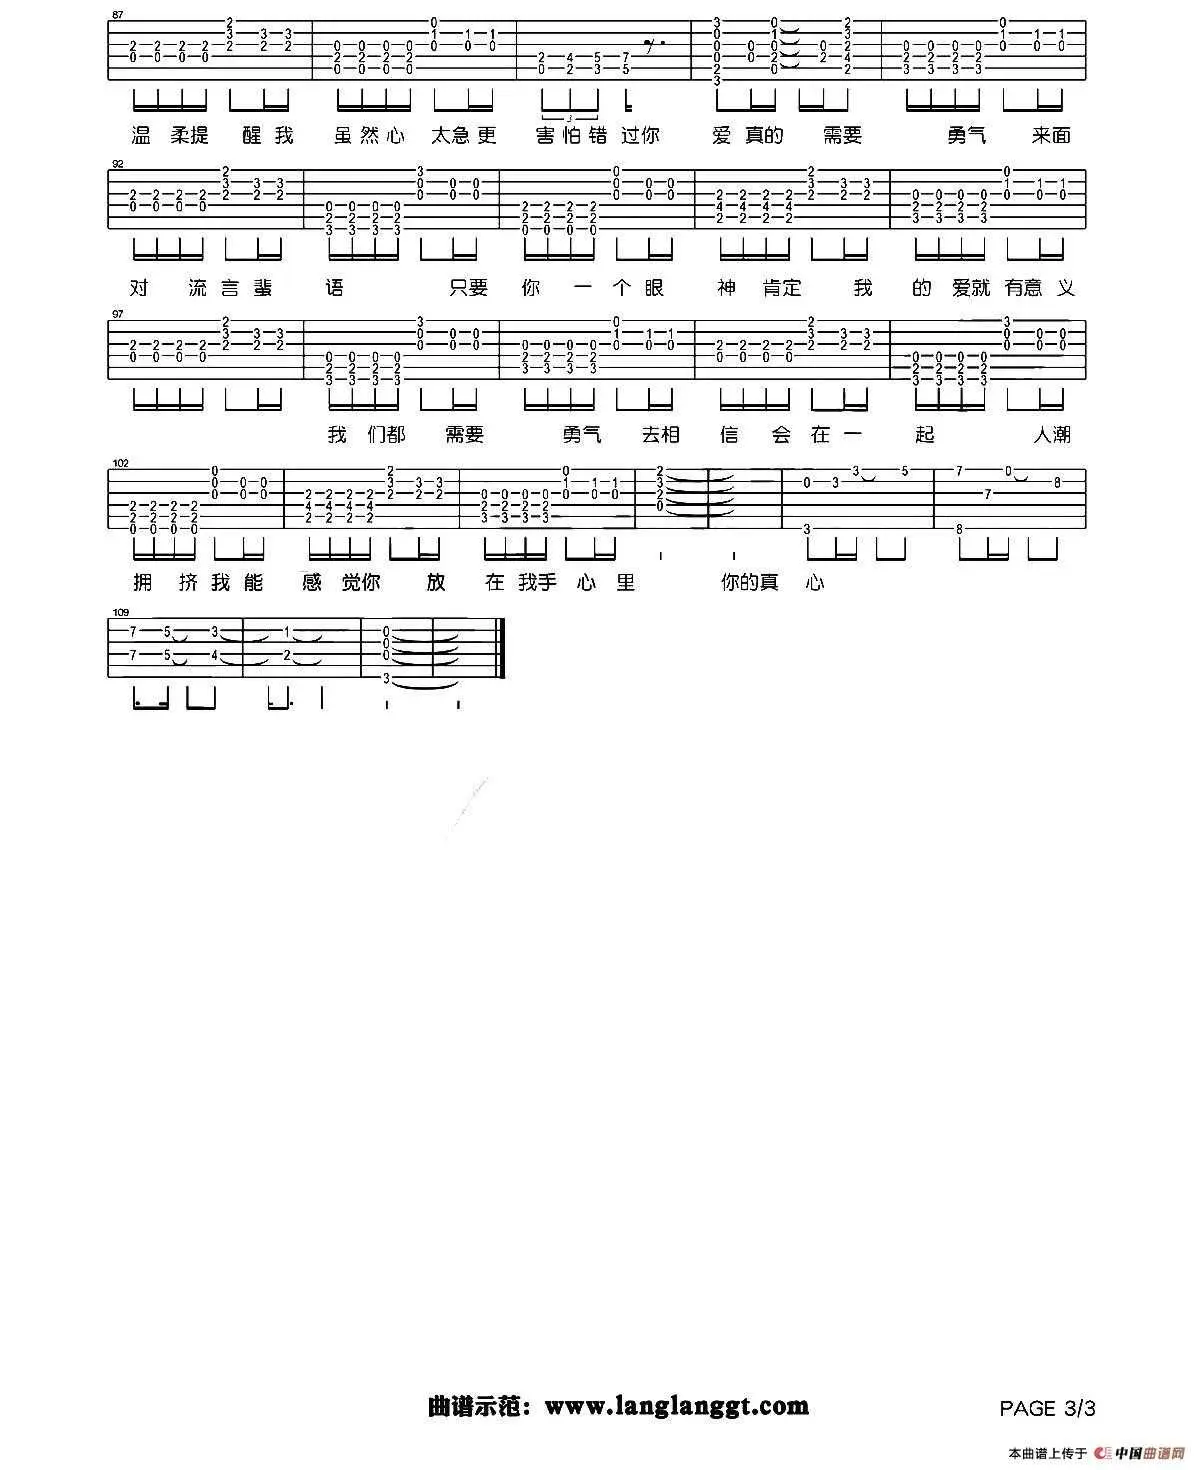 87
温柔提醒我 虽然心太急更 害怕错过你 爱真的需要 勇气 来面
92
对流言蜚语 只要你一个眼神肯定 我的爱就有意义
97
我们都需要 勇气 去相信会在一起 人潮
102
拥挤我能感觉你 放在我手心里 你的真心
109
曲谱示范：www.langlanggt.com
PAGE 3/3
本曲谱上传于 中国曲谱网